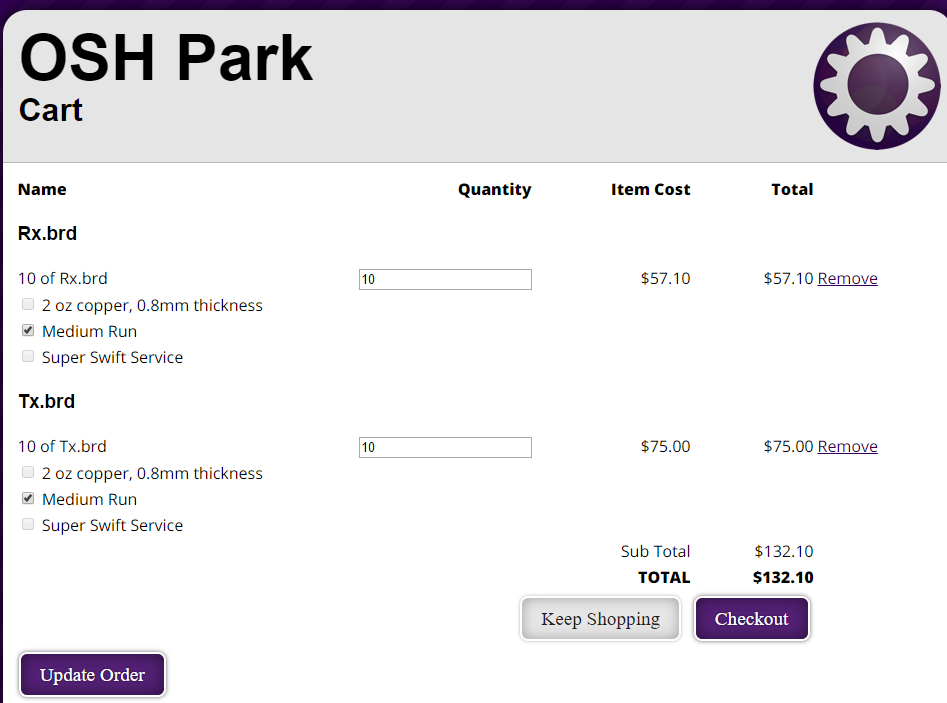 OSH Park
Cart
Name Quantity Item Cost Total
Rx.brd
10 of Rx.brd 10 $57.10 $57.10 Remove
2 oz copper, 0.8mm thickness
Medium Run
Super Swift Service
Tx.brd
10 of Tx.brd 10 $75.00 $75.00 Remove
2 oz copper, 0.8mm thickness
Medium Run
Super Swift Service
Sub Total $132.10
TOTAL $132.10
Keep Shopping Checkout
Update Order